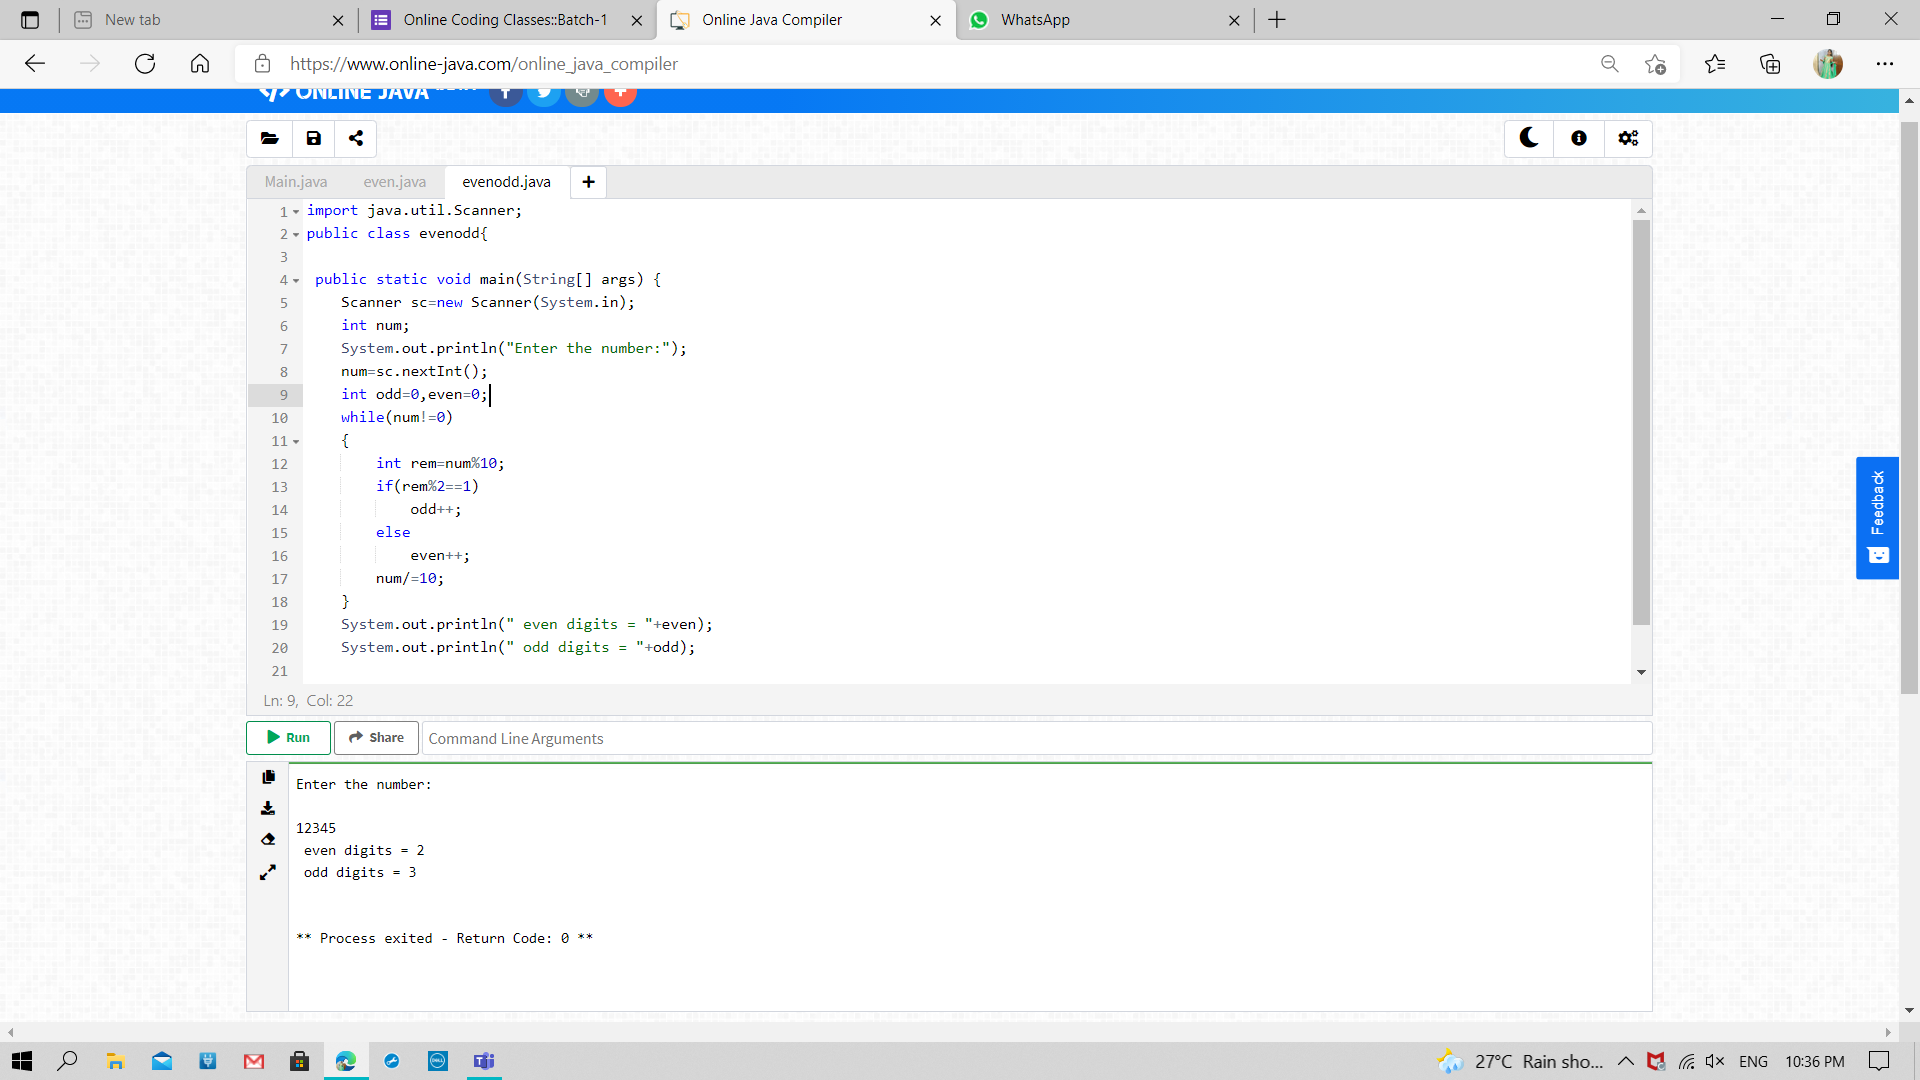 New tab
Online Coding Classes::Batch-1
Online Java Compiler
WhatsApp
https://www.online-java.com/online_java_compiler
ONLINE JAVA
Main.java
even.java
evenodd.java
+
1 import java.util.Scanner;
2 public class evenodd{
3
4 public static void main(String[] args) {
5 Scanner sc=new Scanner(System.in);
6 int num;
7 System.out.println("Enter the number:");
8 num=sc.nextInt();
9 int odd=0,even=0;
10 while(num!=0)
11 {
12 int rem=num%10;
13 if(rem%2==1)
14 odd++;
15 else
16 even++;
17 num/=10;
18 }
19 System.out.println(" even digits = "+even);
20 System.out.println(" odd digits = "+odd);
21
Ln: 9, Col: 22
Run
Share
Command Line Arguments
Enter the number:
12345
even digits = 2
odd digits = 3
** Process exited - Return Code: 0 **
Feedback
DELL
27°C Rain sho...
ENG
10:36 PM